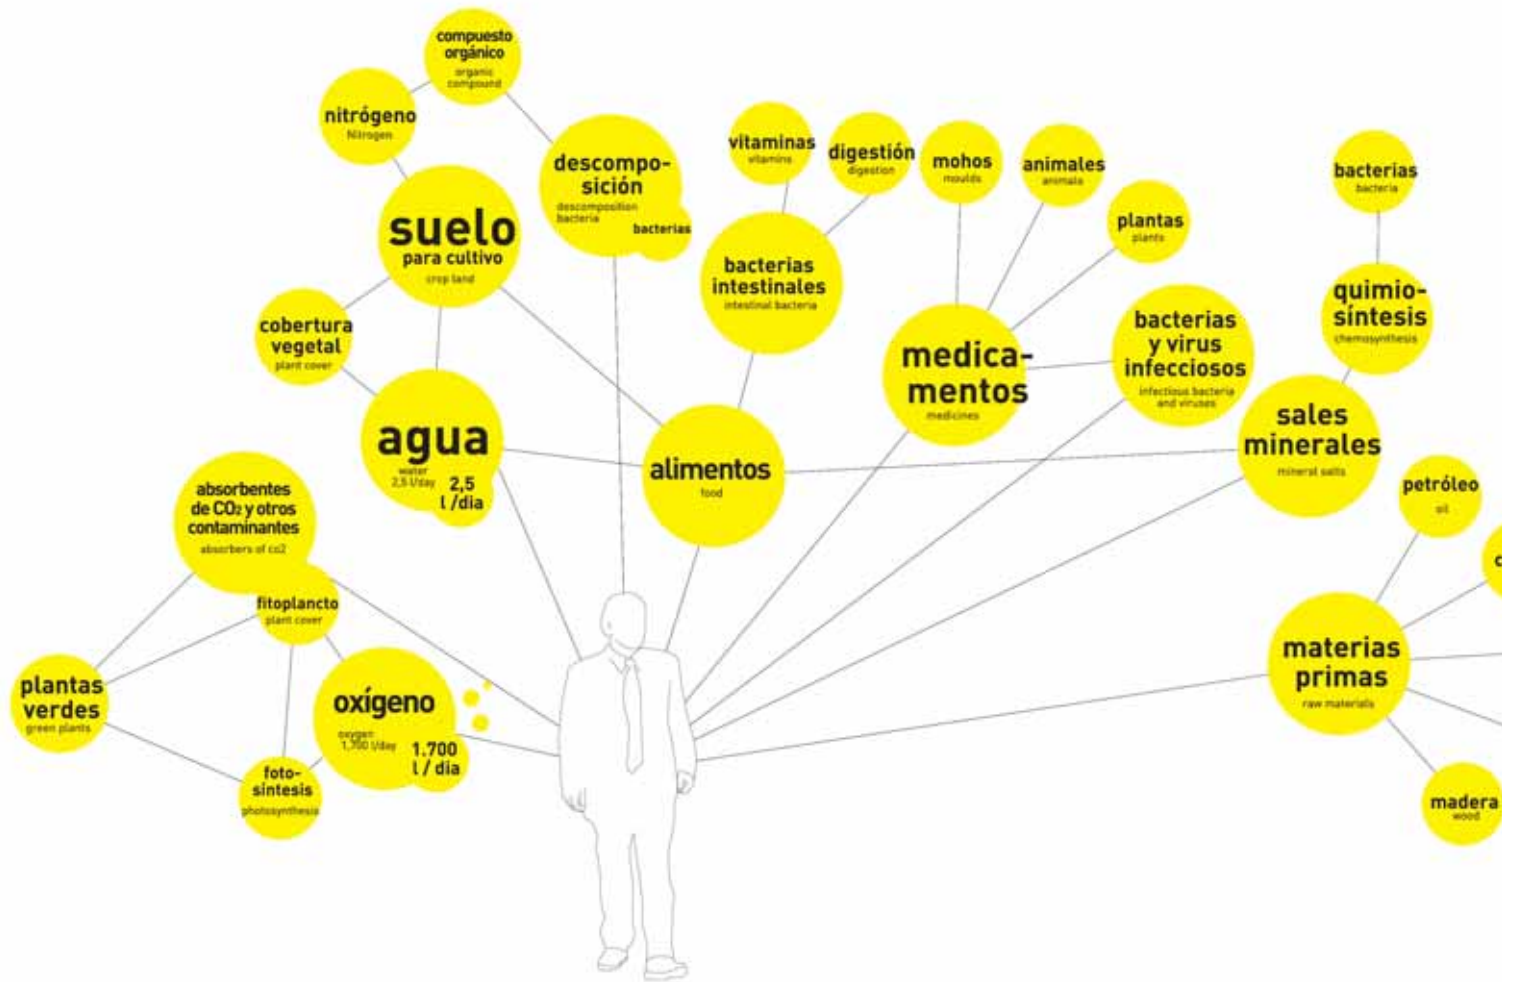 compuesto
orgánico
organic
compound
nitrógeno
Nitrogen
descompo-
sición
descomposition
bacteria
bacterias
suelo
para cultivo
crop land
vitaminas
vitamins
digestión
digestion
mohos
moulds
animales
animals
plantas
plants
bacterias
bacteria
bacterias
intestinales
intestinal bacteria
cobertura
vegetal
plant cover
medica-
mentos
medicines
bacterias
y virus
infecciosos
infectious bacteria
and viruses
quimio-
síntesis
chemosynthesis
agua
water
2,5 l/day
2,5
l /dia
alimentos
food
sales
minerales
mineral salts
absorbentes
de CO2 y otros
contaminantes
absorbers of co2
petróleo
oil
fitoplancto
plant cover
plantas
verdes
green plants
oxígeno
oxygen
1,700 l/day
1.700
l / dia
foto-
síntesis
photosynthesis
materias
primas
raw materials
madera
wood